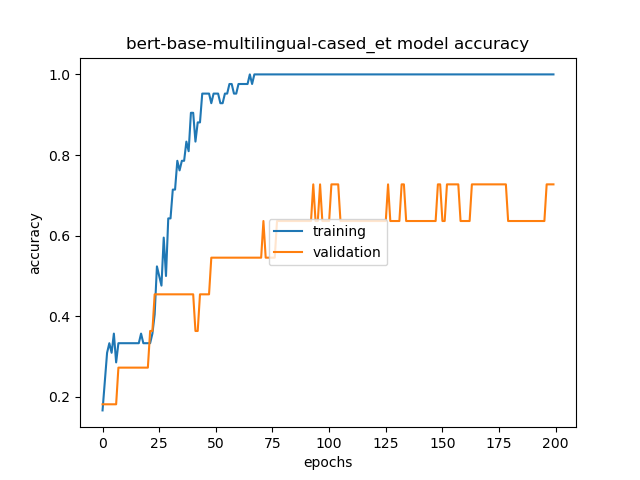 bert-base-multilingual-cased_et model accuracy
1.0
0.8
0.6
0.4
0.2
accuracy
training
validation
0 25 50 75 100 125 150 175 200
epochs